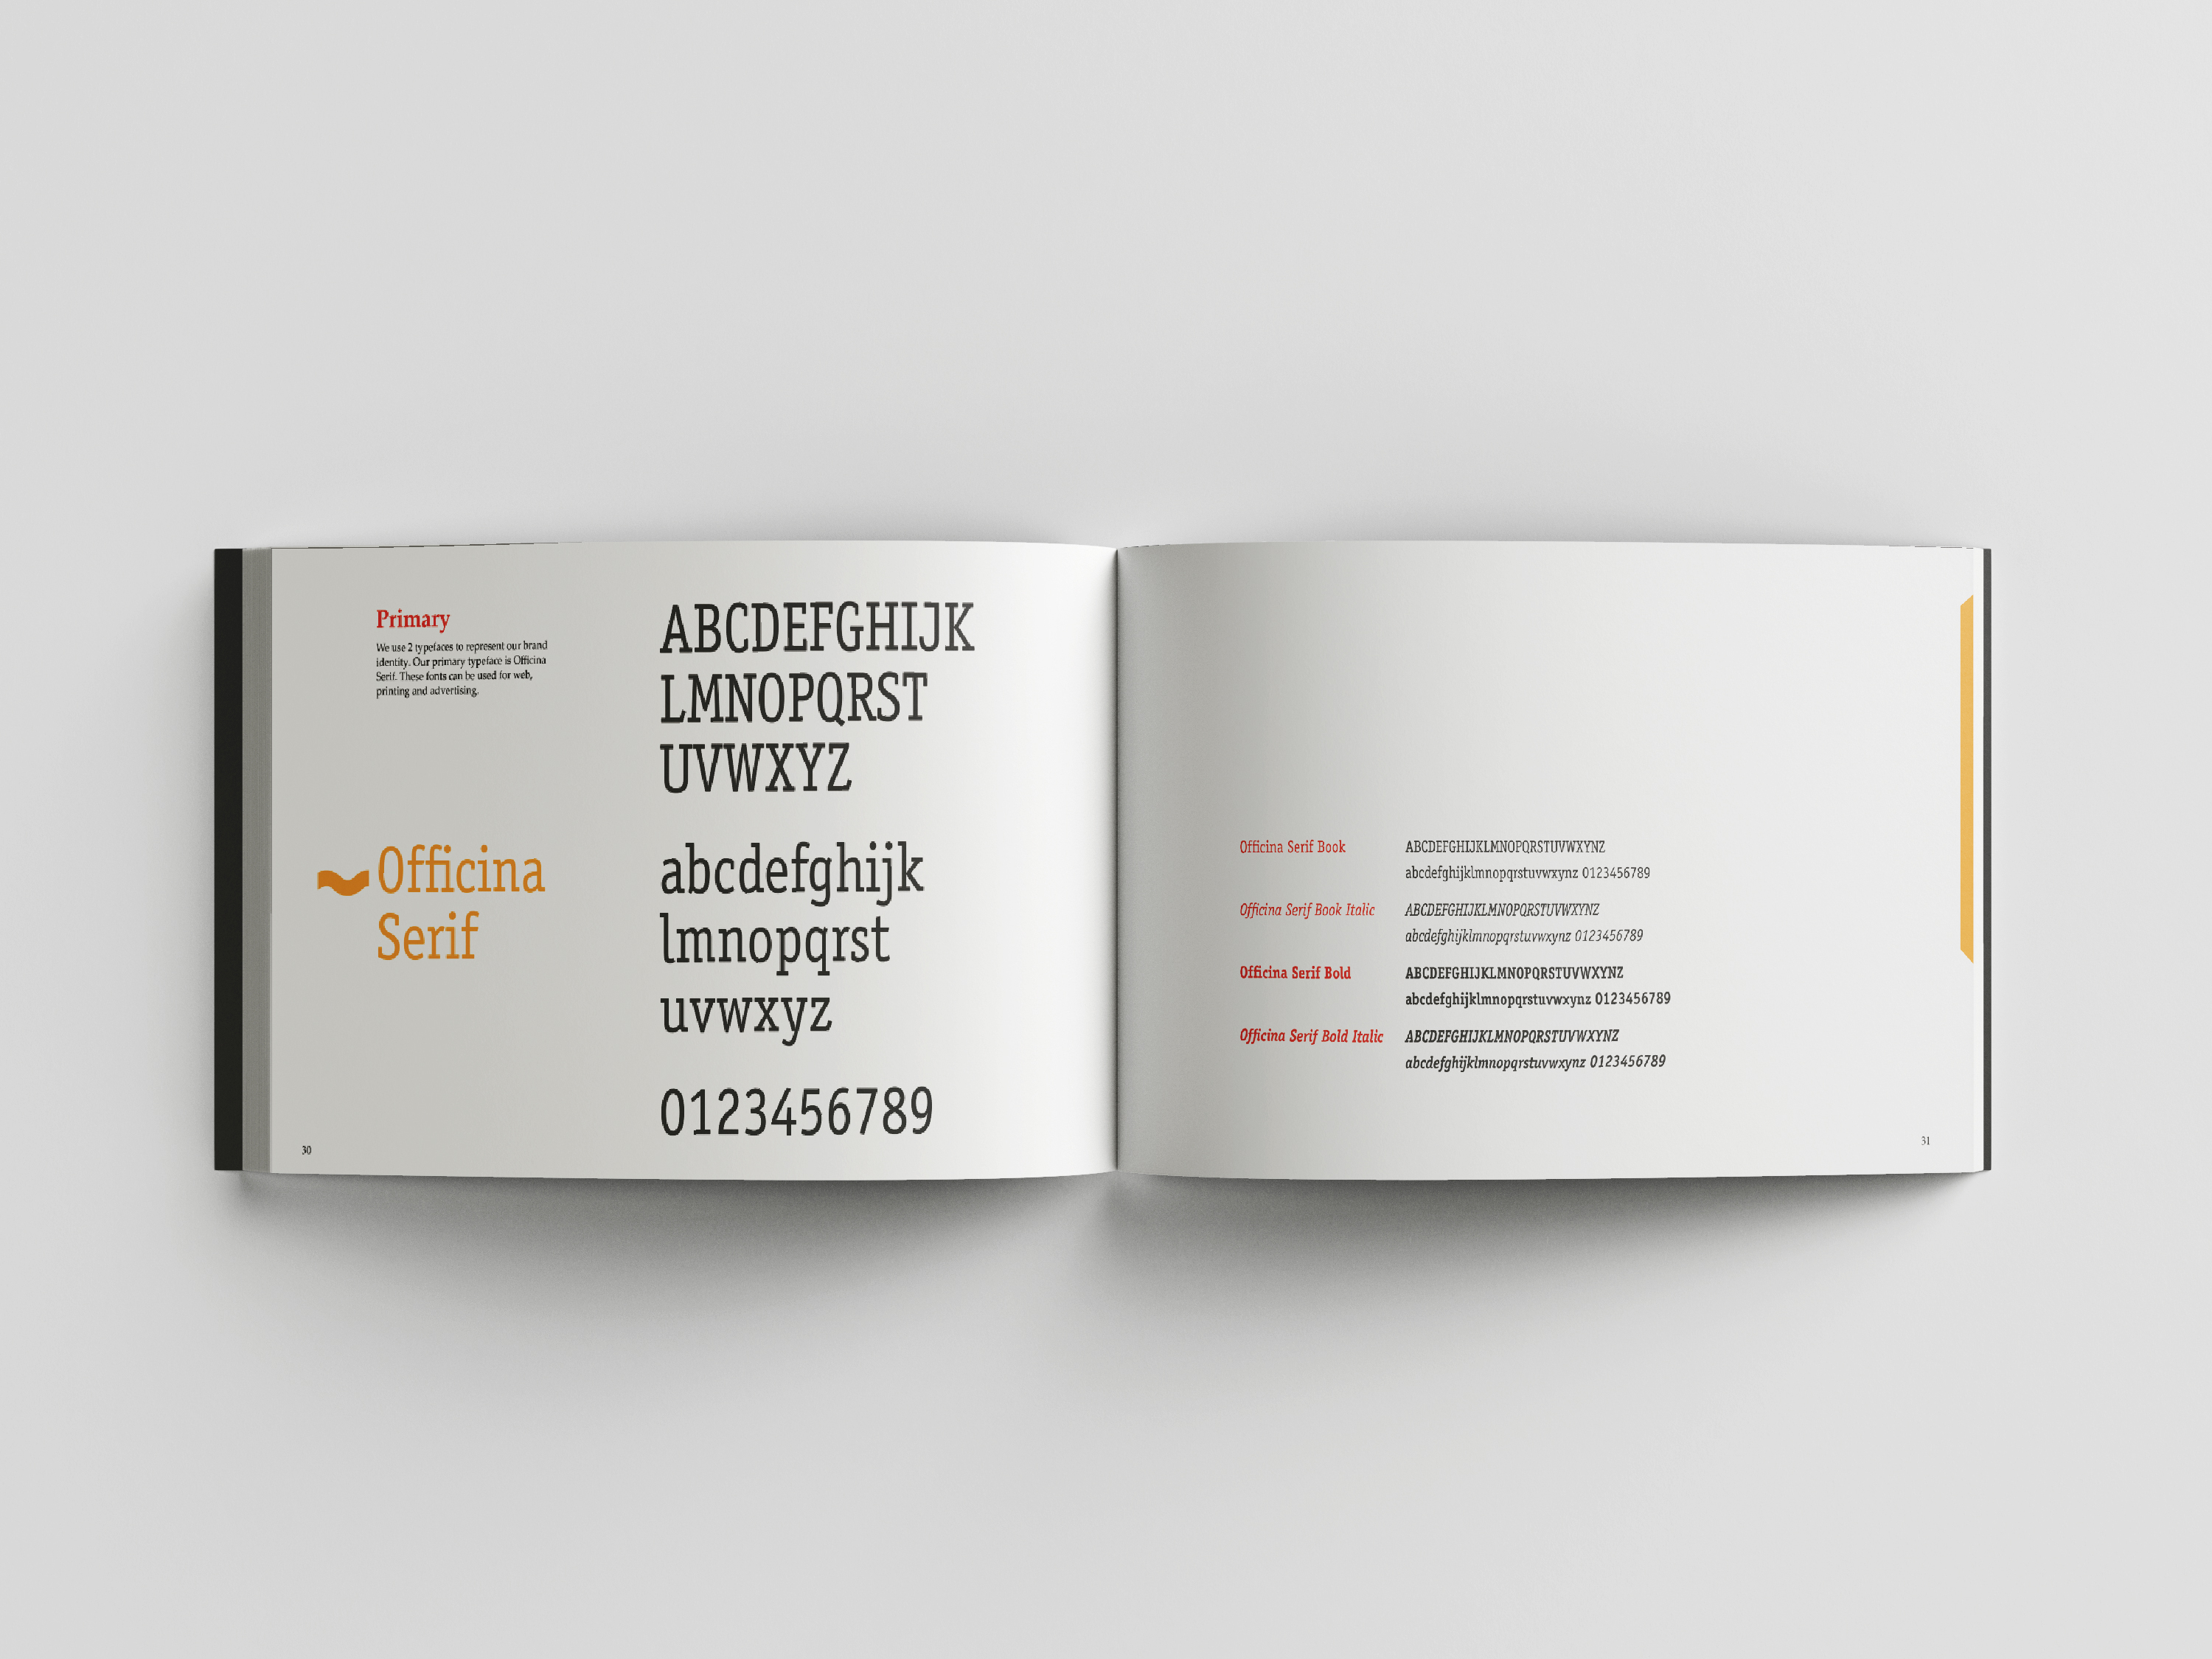 Primary
We use 2 typefaces to represent our brand
identity. Our primary typeface is Officina
Serif. These fonts can be used for web,
printing and advertising.
Officina
Serif
ABCDEFGHIJK
LMNOPQRST
UVWXYZ
abcdefghijk
lmnopqrst
uvwxyz
0123456789
30
Officina Serif Book
ABCDEFGHIJKLMNOPQRSTUVWXYNZ
abcdefghijklmnopqrstuvwxynz 0123456789
Officina Serif Book Italic
ABCDEFGHIJKLMNOPQRSTUVWXYNZ
abcdefghijklmnopqrstuvwxynz 0123456789
Officina Serif Bold
ABCDEFGHIJKLMNOPQRSTUVWXYNZ
abcdefghijklmnopqrstuvwxynz 0123456789
Officina Serif Bold Italic
ABCDEFGHIJKLMNOPQRSTUVWXYNZ
abcdefghijklmnopqrstuvwxynz 0123456789
31